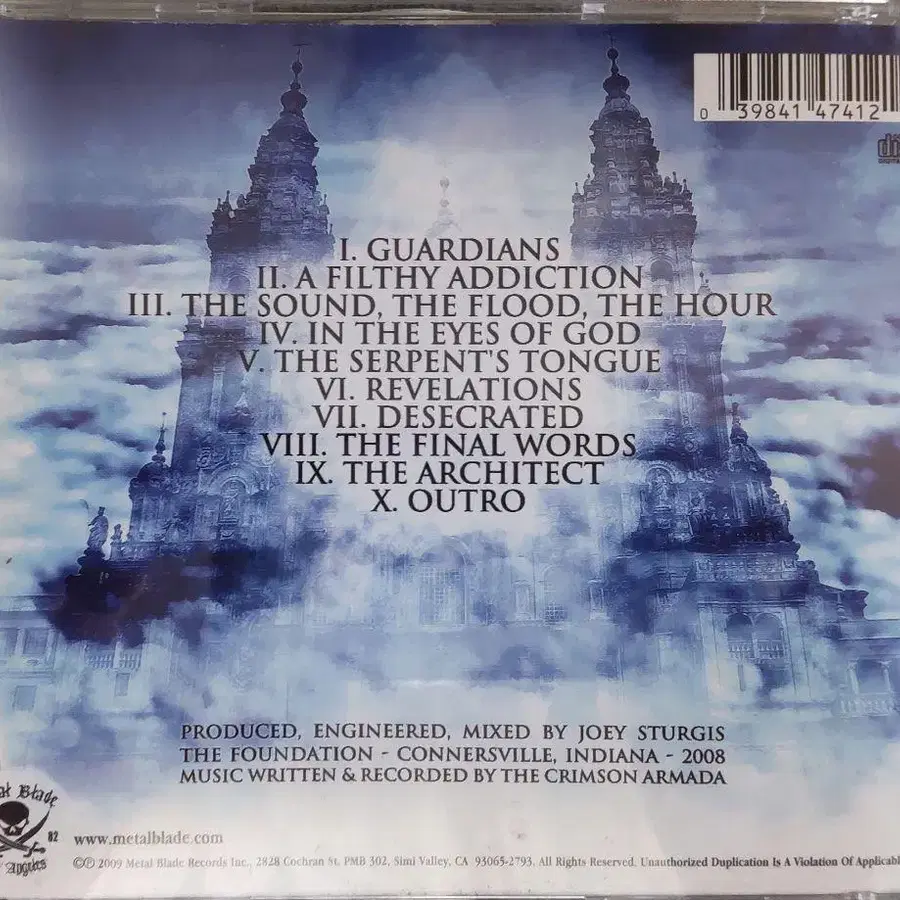 0 39841 47412
I. GUARDIANS
II. A FILTHY ADDICTION
III. THE SOUND, THE FLOOD, THE HOUR
IV. IN THE EYES OF GOD
V. THE SERPENT'S TONGUE
VI. REVELATIONS
VII. DESECRATED
VIII. THE FINAL WORDS
IX. THE ARCHITECT
X. OUTRO
PRODUCED, ENGINEERED, MIXED BY JOEY STURGIS
THE FOUNDATION - CONNERSVILLE, INDIANA - 2008
MUSIC WRITTEN & RECORDED BY THE CRIMSON ARMADA
Blade
82
Angeles
www.metalblade.com
©℗ 2009 Metal Blade Records Inc., 2828 Cochran St. PMB 302, Simi Valley, CA 93065-2793. All Rights Reserved. Unauthorized Duplication Is A Violation Of Applicabl